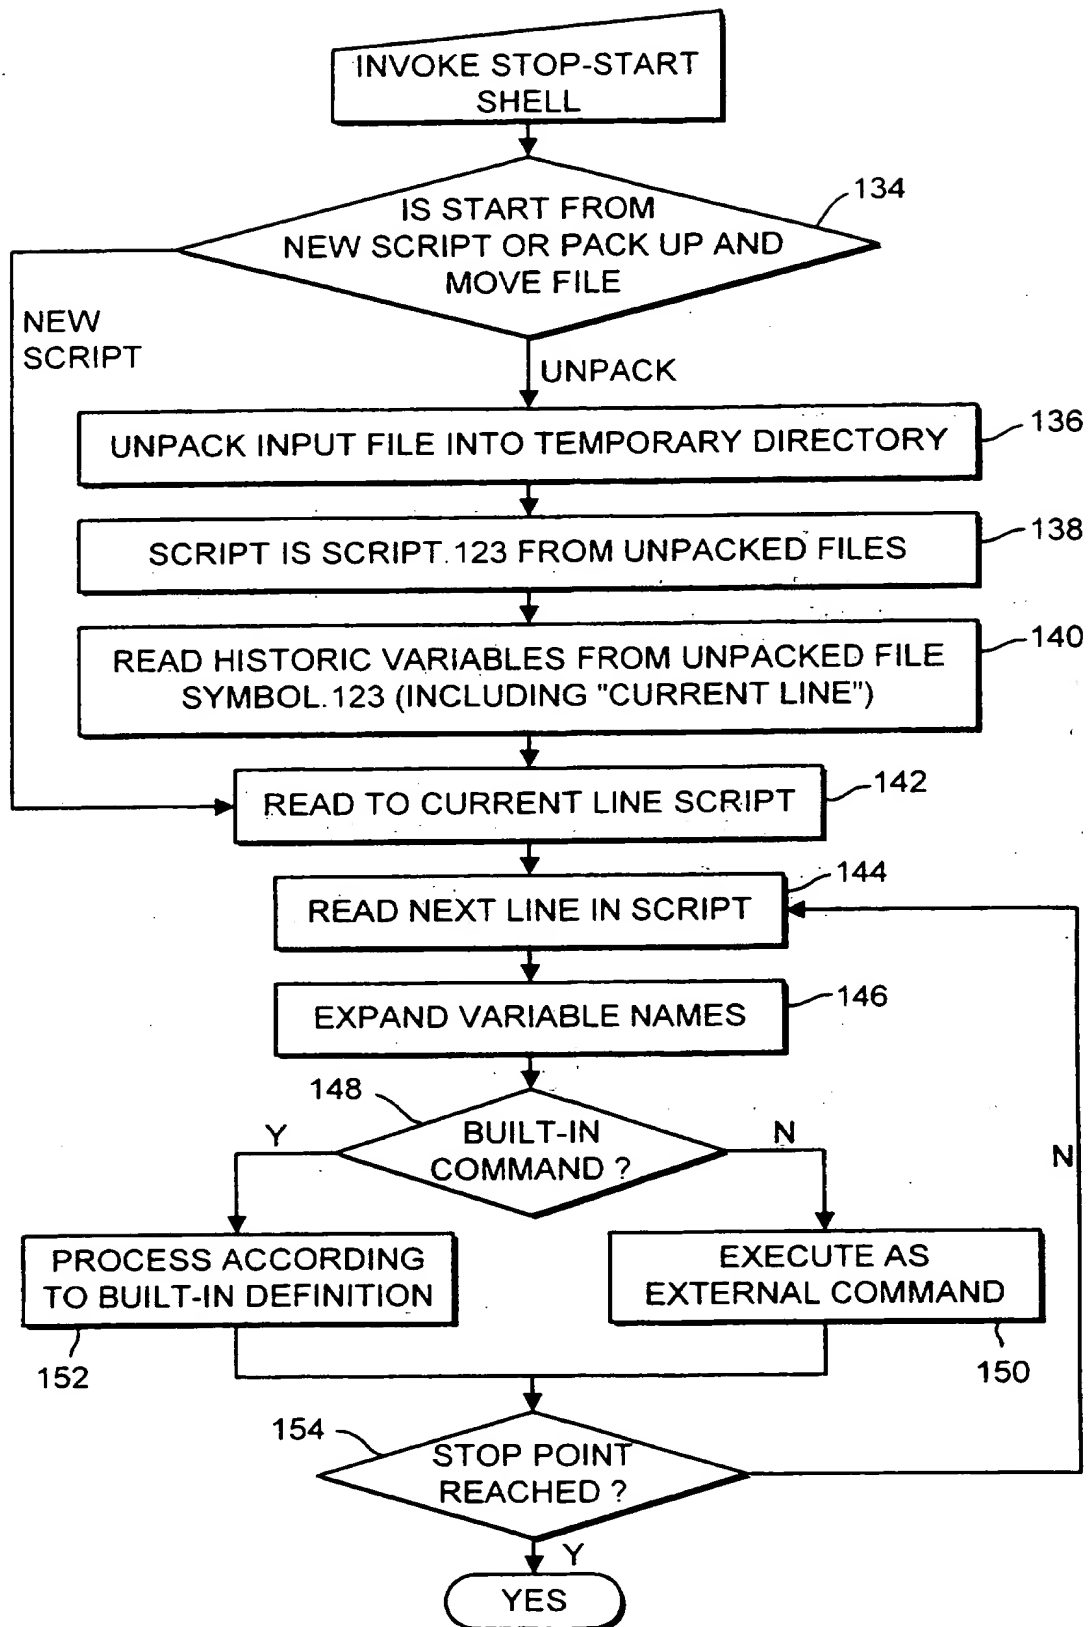 INVOKE STOP-START
SHELL
134
IS START FROM
NEW SCRIPT OR PACK UP AND
MOVE FILE
NEW
SCRIPT
UNPACK
UNPACK INPUT FILE INTO TEMPORARY DIRECTORY
136
SCRIPT IS SCRIPT.123 FROM UNPACKED FILES
138
READ HISTORIC VARIABLES FROM UNPACKED FILE
SYMBOL.123 (INCLUDING "CURRENT LINE")
140
READ TO CURRENT LINE SCRIPT
142
READ NEXT LINE IN SCRIPT
144
EXPAND VARIABLE NAMES
146
148
BUILT-IN
COMMAND ?
Y
N
N
PROCESS ACCORDING
TO BUILT-IN DEFINITION
152
EXECUTE AS
EXTERNAL COMMAND
150
154
STOP POINT
REACHED ?
Y
YES